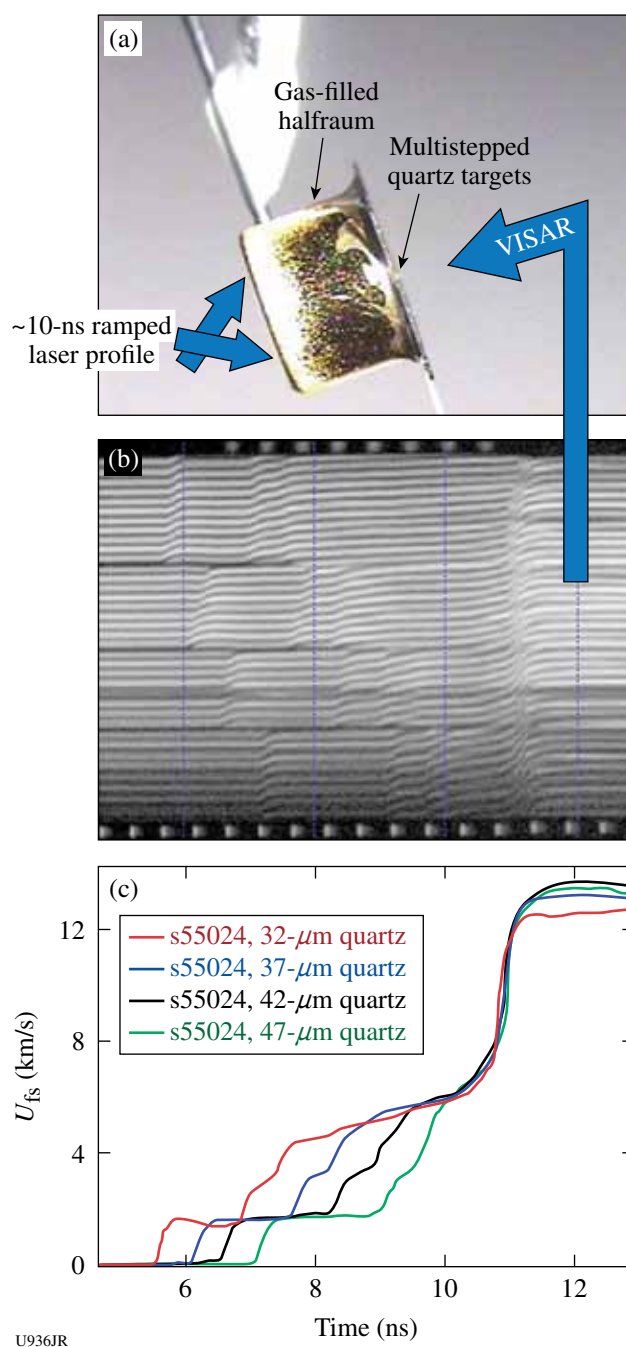 (a)
Gas-filled
halfraum
Multistepped
quartz targets
VISAR
~10-ns ramped
laser profile
(b)
(c)
s55024, 32-μm quartz
s55024, 37-μm quartz
s55024, 42-μm quartz
s55024, 47-μm quartz
12
8
4
0
Ufs (km/s)
6
8
10
12
Time (ns)
U936JR